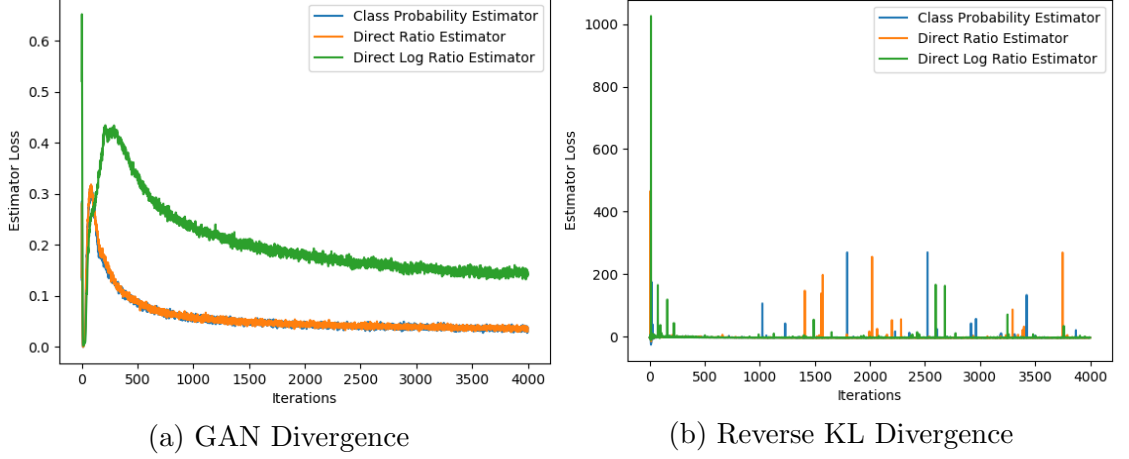 Class Probability Estimator
Direct Ratio Estimator
Direct Log Ratio Estimator
0.6
0.5
0.4
0.3
0.2
0.1
0.0
Estimator Loss
0 500 1000 1500 2000 2500 3000 3500 4000
Iterations
(a) GAN Divergence
Class Probability Estimator
Direct Ratio Estimator
Direct Log Ratio Estimator
1000
800
600
400
200
0
Estimator Loss
0 500 1000 1500 2000 2500 3000 3500 4000
Iterations
(b) Reverse KL Divergence